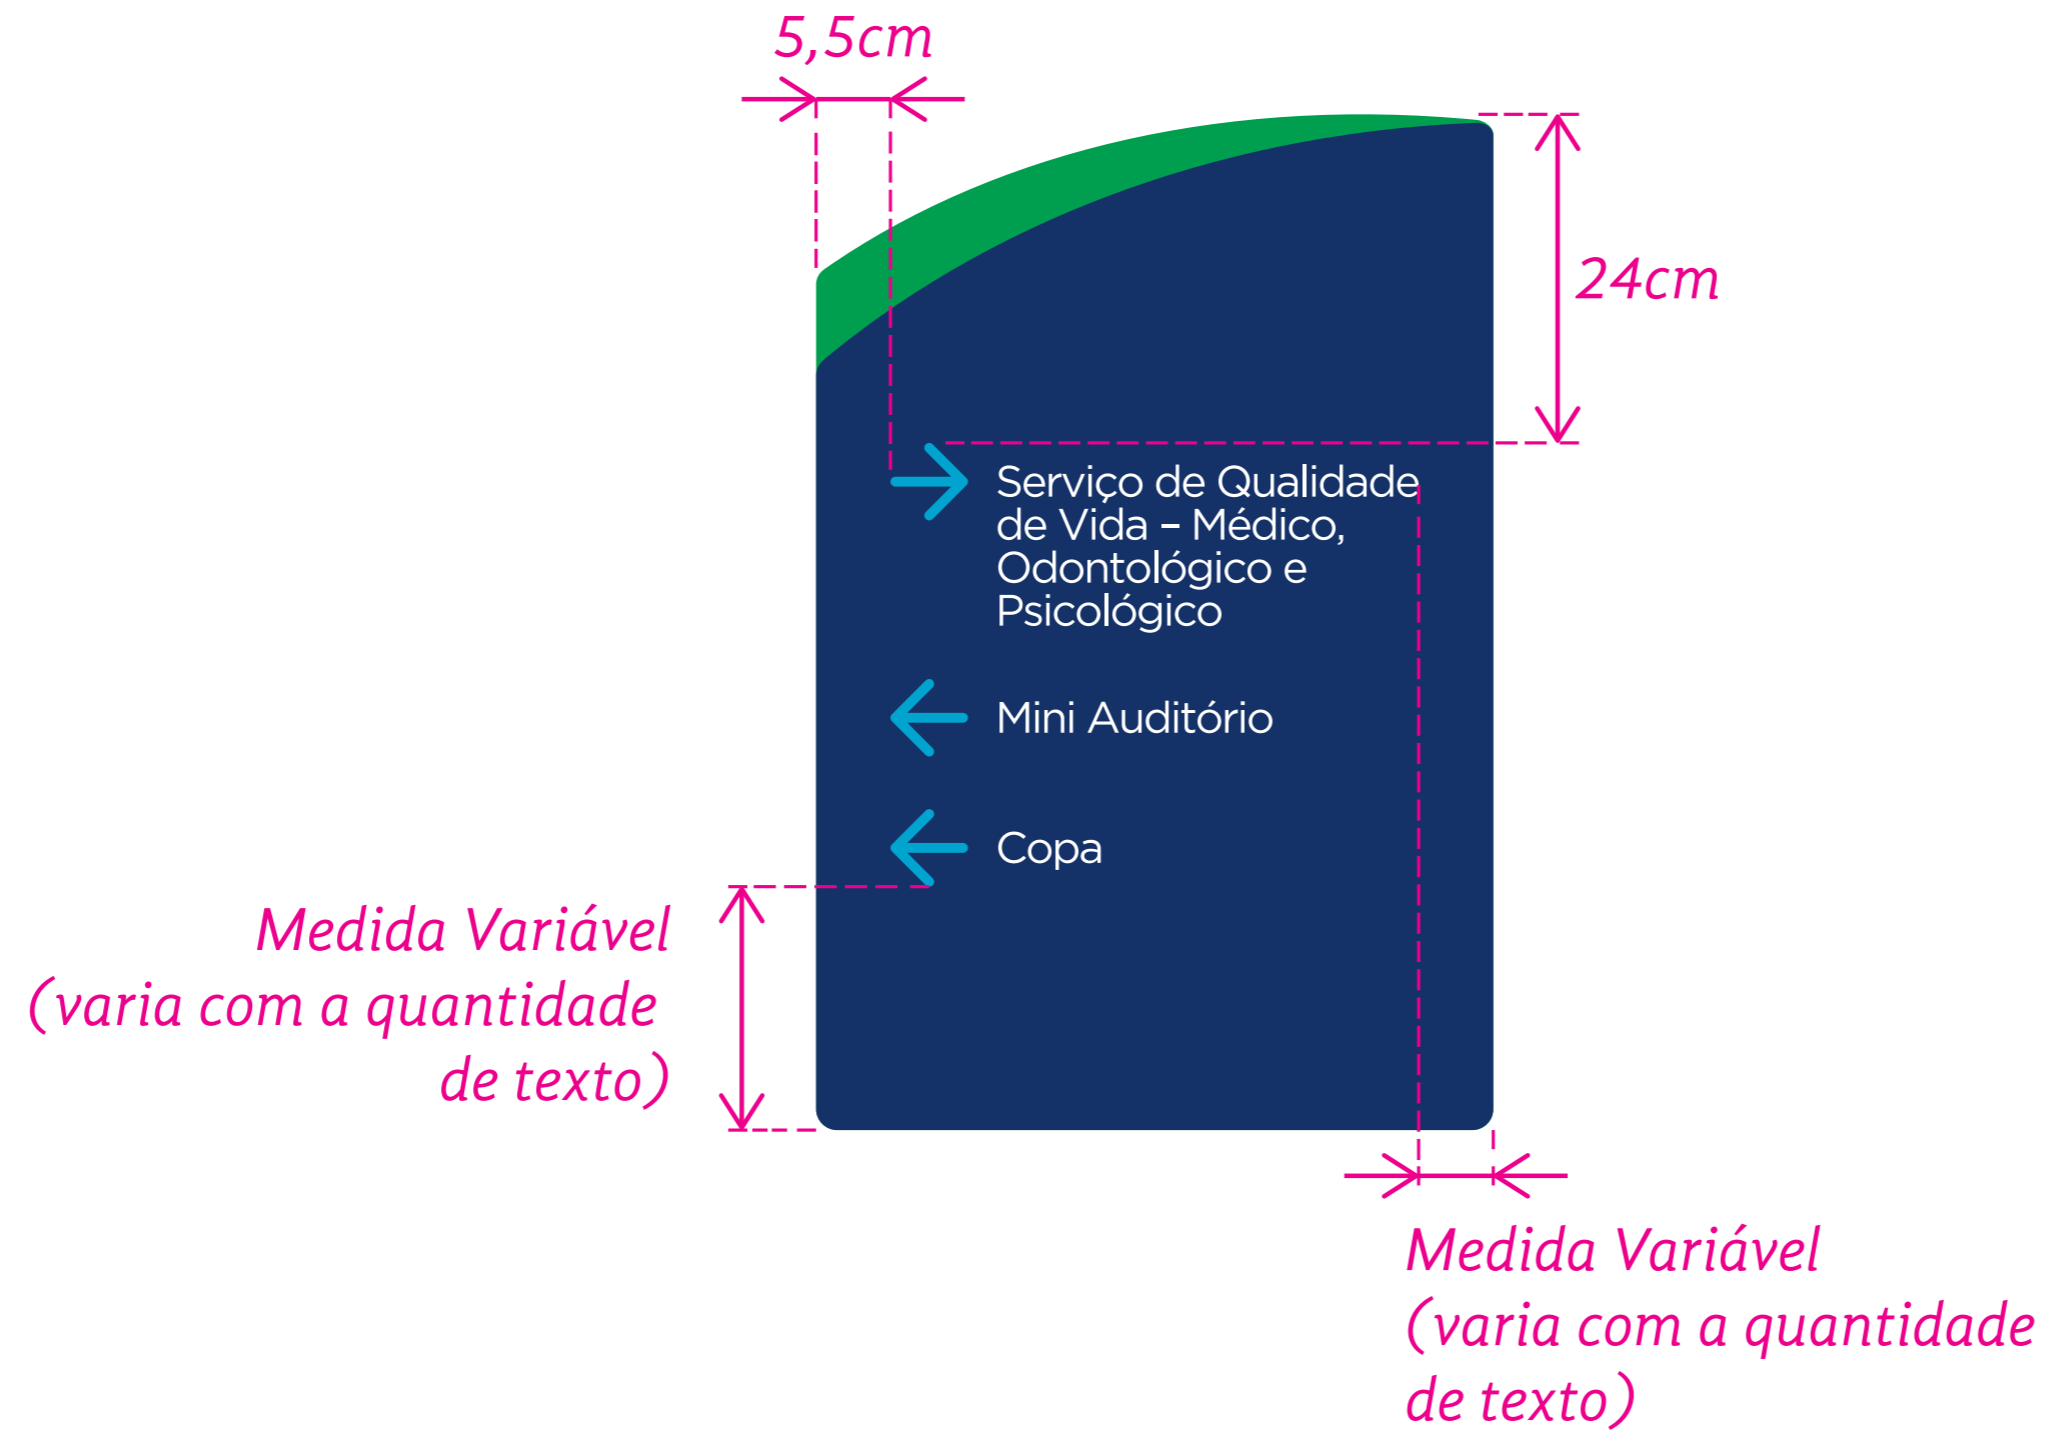 5,5cm
24cm
Serviço de Qualidade
de Vida – Médico,
Odontológico e
Psicológico
Mini Auditório
Copa
Medida Variável
(varia com a quantidade
de texto)
Medida Variável
(varia com a quantidade
de texto)